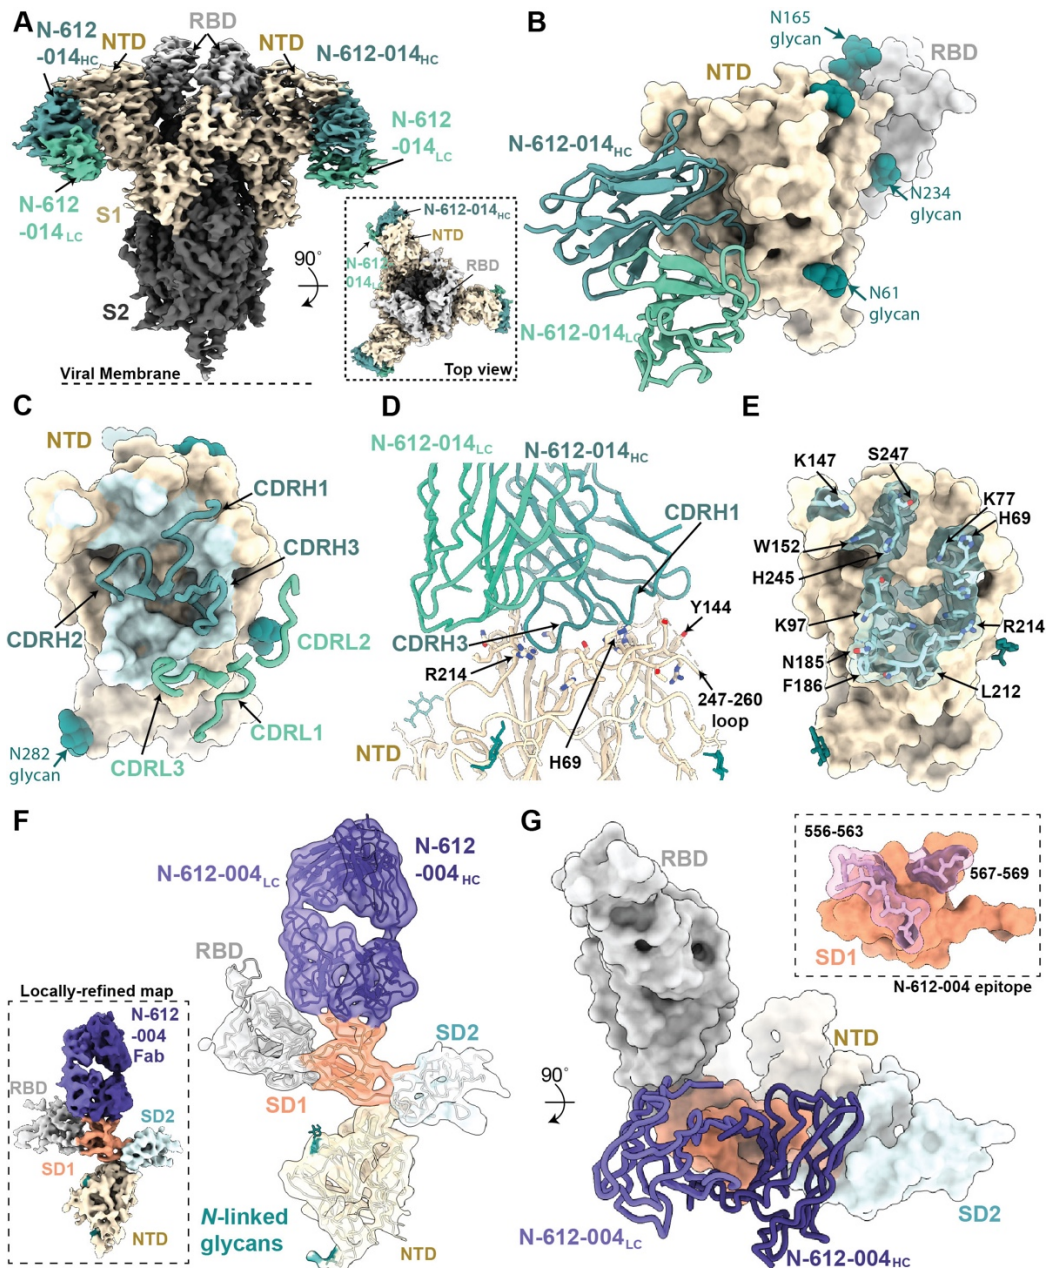 A
N-612
-014HC
NTD
RBD
NTD
N-612-014HC
N-612
-014LC
N-612
-014LC
S1
S2
90°
Viral Membrane
N-612-014HC
NTD
N-612
014L
RBD
Top view
B
N165
glycan
RBD
NTD
N-612-014HC
N234
glycan
N61
glycan
N-612-014LC
C
NTD
CDRH1
CDRH3
CDRH2
CDRL2
CDRL1
CDRL3
N282
glycan
D
N-612-014LC
N-612-014HC
CDRH1
CDRH3
Y144
R214
247-260
loop
NTD
H69
E
S247
K147
K77
H69
W152
H245
K97
R214
N185
F186
L212
F
N-612-004LC
N-612
-004HC
RBD
SD2
SD1
N-linked
glycans
NTD
Locally-refined map
N-612
-004
Fab
RBD
SD2
SD1
NTD
G
RBD
556-563
567-569
SD1
N-612-004 epitope
NTD
90°
SD2
N-612-004LC
N-612-004HC